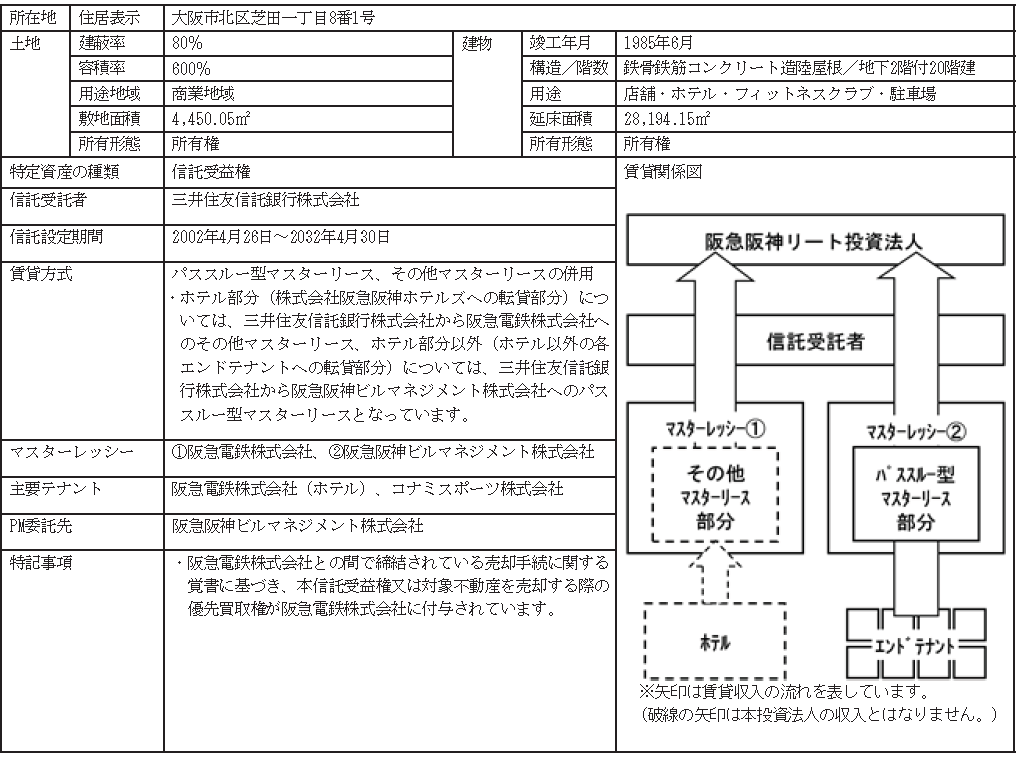 所在地 住居表示 大阪市北区芝田一丁目8番1号
土地 建蔽率 80% 建物 竣工年月 1985年6月
容積率 600% 構造／階数 鉄骨鉄筋コンクリート造陸屋根／地下2階付20階建
用途地域 商業地域 用途 店舗・ホテル・フィットネスクラブ・駐車場
敷地面積 4,450.05㎡ 延床面積 28,194.15㎡
所有形態 所有権 所有形態 所有権
特定資産の種類 信託受益権
信託受託者 三井住友信託銀行株式会社
信託設定期間 2002年4月26日～2032年4月30日
賃貸方式 パススルー型マスターリース、その他マスターリースの併用
・ホテル部分（株式会社阪急阪神ホテルズへの転貸部分）につ
いては、三井住友信託銀行株式会社から阪急電鉄株式会社へ
のその他マスターリース、ホテル部分以外（ホテル以外の各
エンドテナントへの転貸部分）については、三井住友信託銀
行株式会社から阪急阪神ビルマネジメント株式会社へのパス
スルー型マスターリースとなっています。
マスターレッシー ①阪急電鉄株式会社、②阪急阪神ビルマネジメント株式会社
主要テナント 阪急電鉄株式会社（ホテル）、コナミスポーツ株式会社
PM委託先 阪急阪神ビルマネジメント株式会社
特記事項 ・阪急電鉄株式会社との間で締結されている売却手続に関する
覚書に基づき、本信託受益権又は対象不動産を売却する際の
優先買取権が阪急電鉄株式会社に付与されています。
賃貸関係図
阪急阪神リート投資法人
信託受託者
マスターレッシー①
その他
マスターリース
部分
ホテル
マスターレッシー②
パススルー型
マスターリース
部分
エンドテナント
※矢印は賃貸収入の流れを表しています。
（破線の矢印は本投資法人の収入とはなりません。）